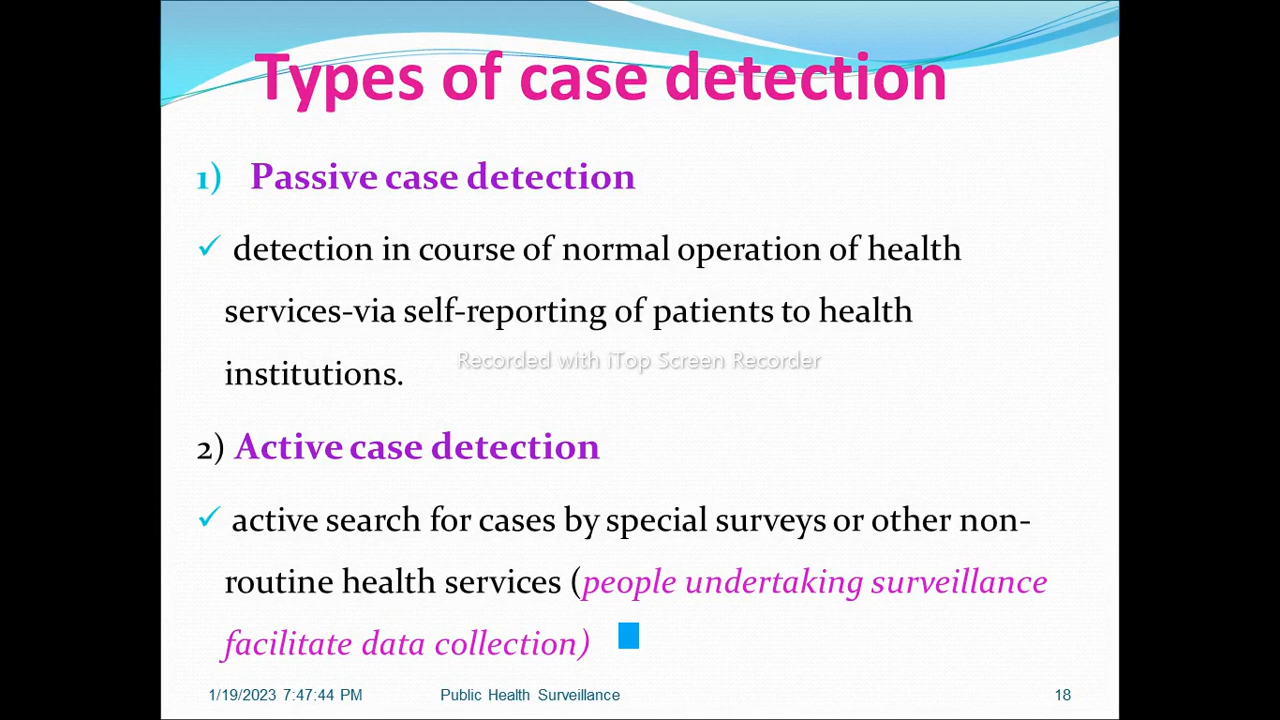 Types of case detection
1) Passive case detection
✓ detection in course of normal operation of health
services-via self-reporting of patients to health
institutions.
Recorded with iTop Screen Recorder
2) Active case detection
✓ active search for cases by special surveys or other non-
routine health services (people undertaking surveillance
facilitate data collection)
1/19/2023 7:47:44 PM Public Health Surveillance 18